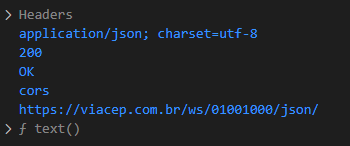 > Headers
application/json; charset=utf-8
200
OK
cors
https://viacep.com.br/ws/01001000/json/
> ƒ text()